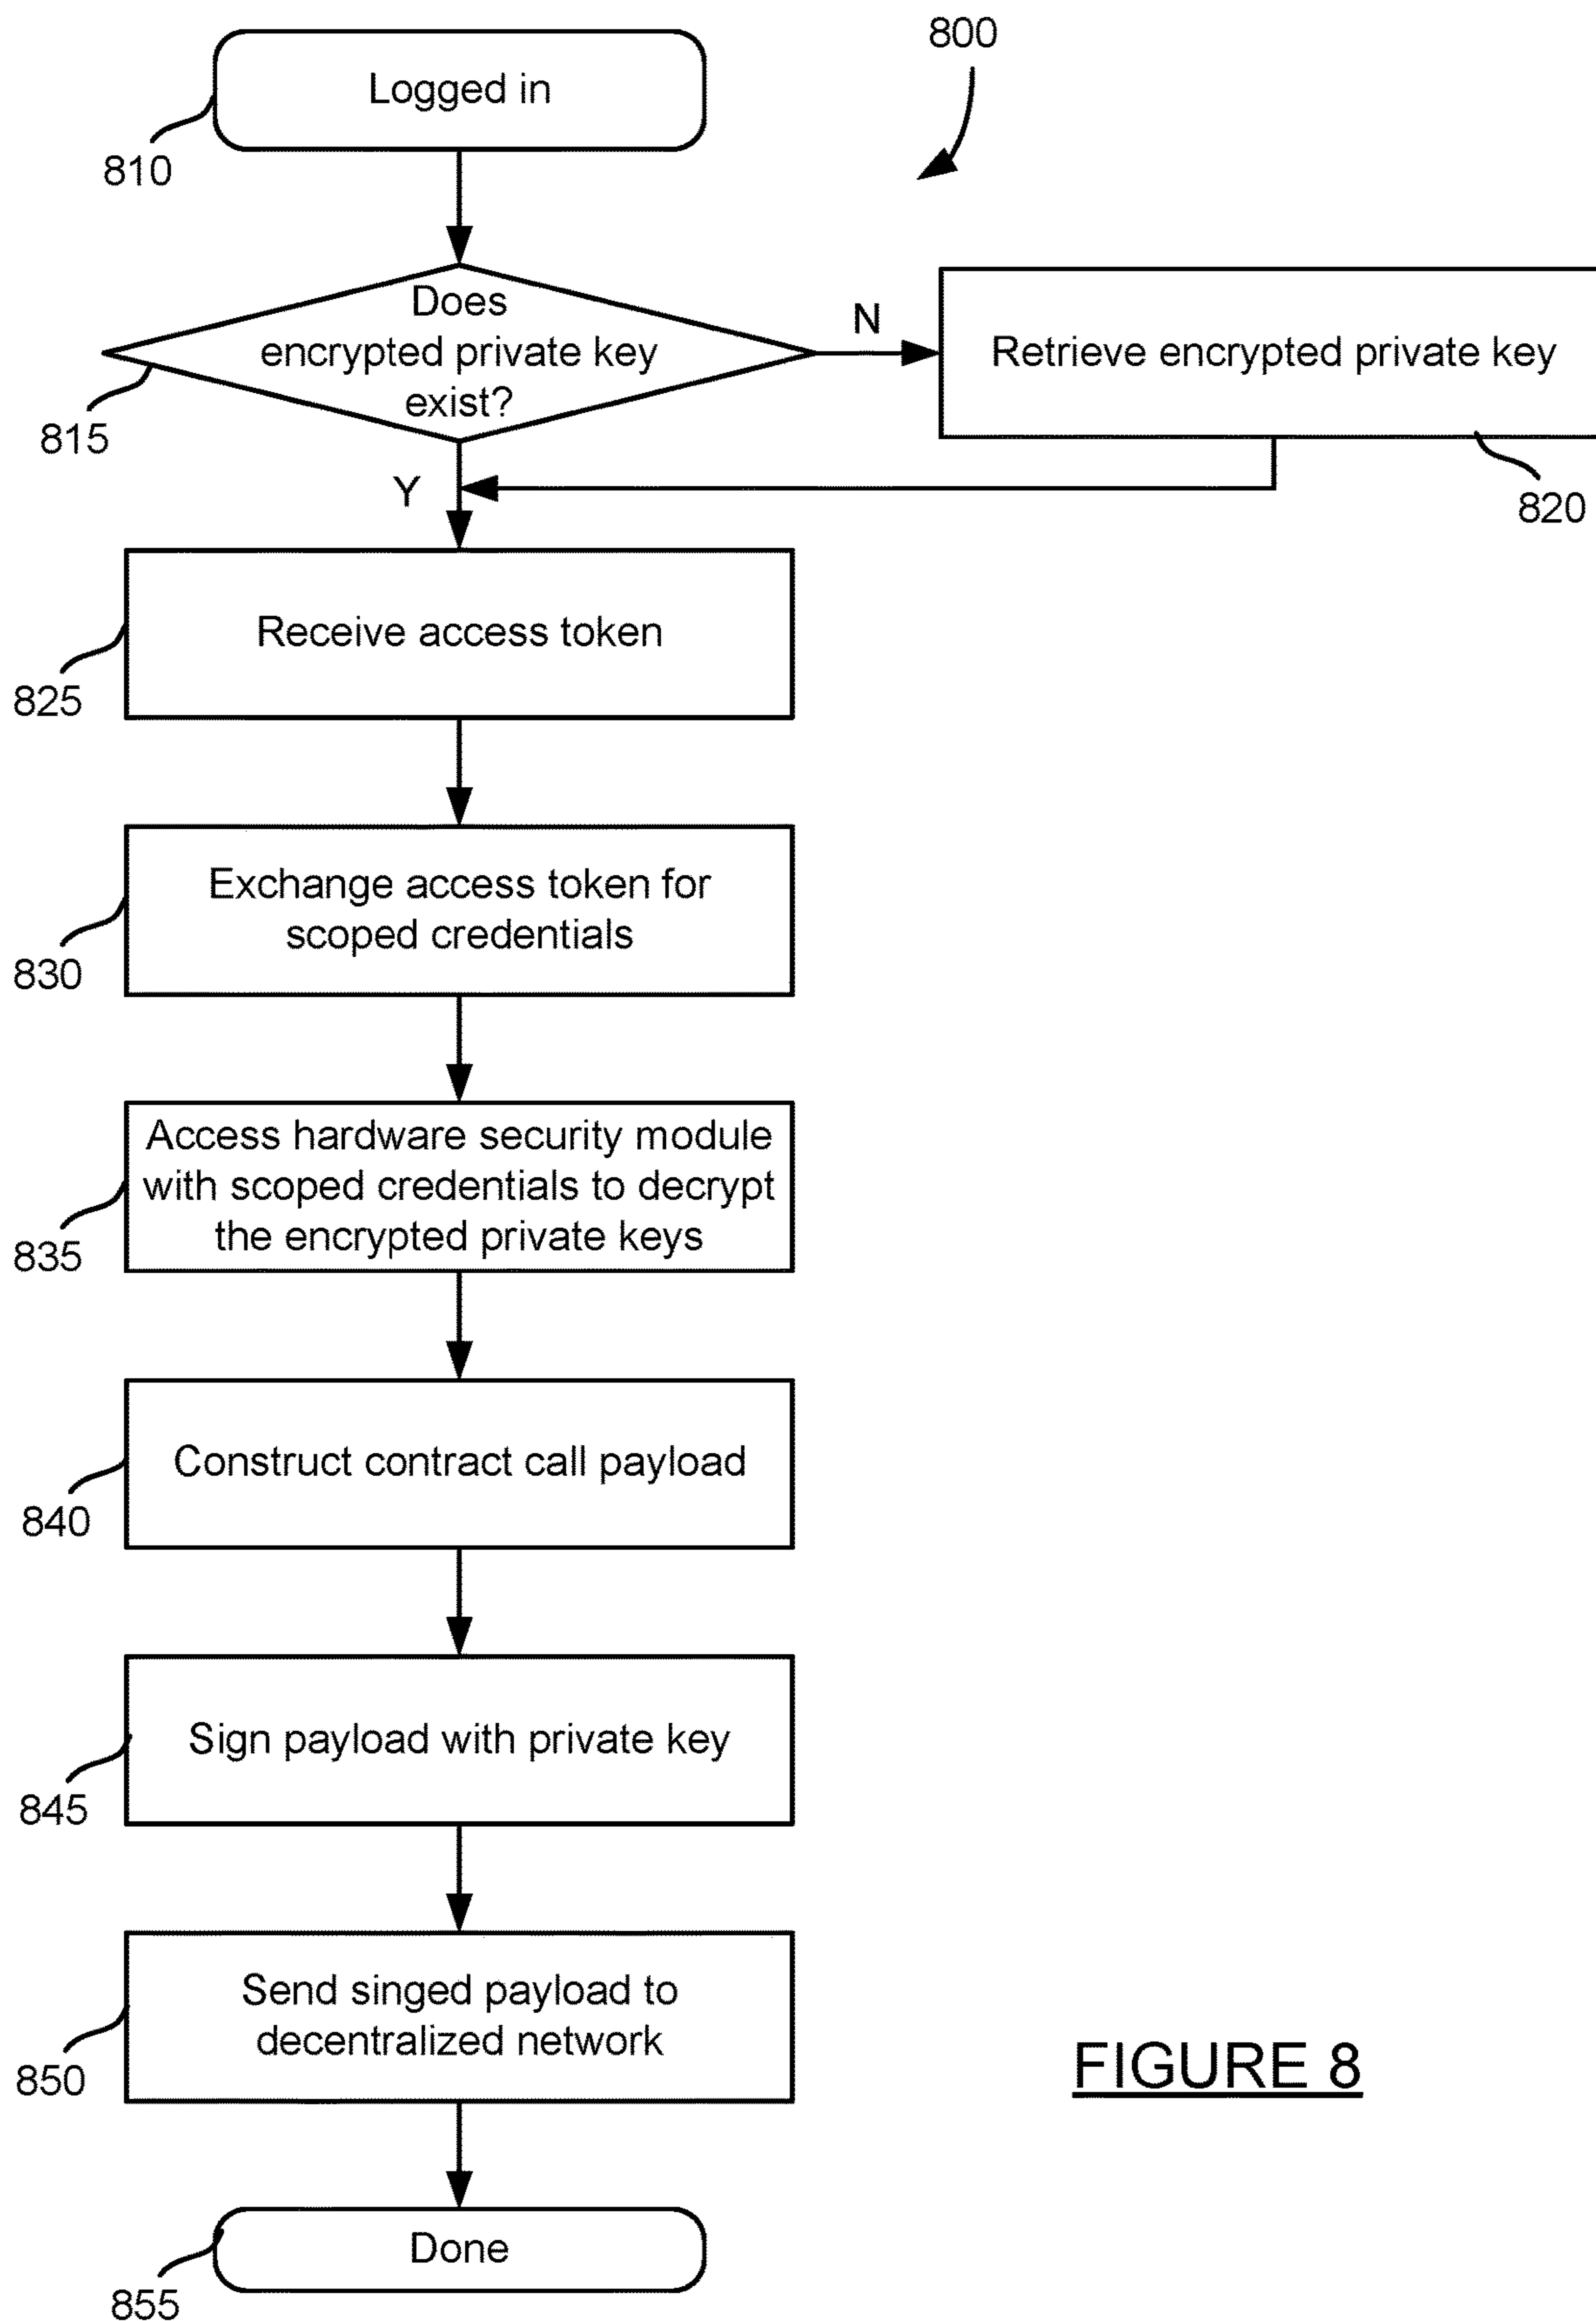 800
Logged in
810
Does
encrypted private key
exist?
N
Retrieve encrypted private key
815
Y
820
Receive access token
825
Exchange access token for
scoped credentials
830
Access hardware security module
with scoped credentials to decrypt
the encrypted private keys
835
Construct contract call payload
840
Sign payload with private key
845
Send singed payload to
decentralized network
850
FIGURE 8
Done
855